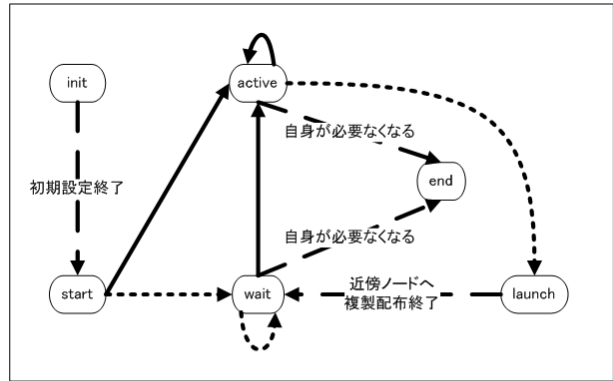 init
active
自身が必要なくなる
end
初期設定終了
自身が必要なくなる
start
wait
近傍ノードへ
複製配布終了
launch